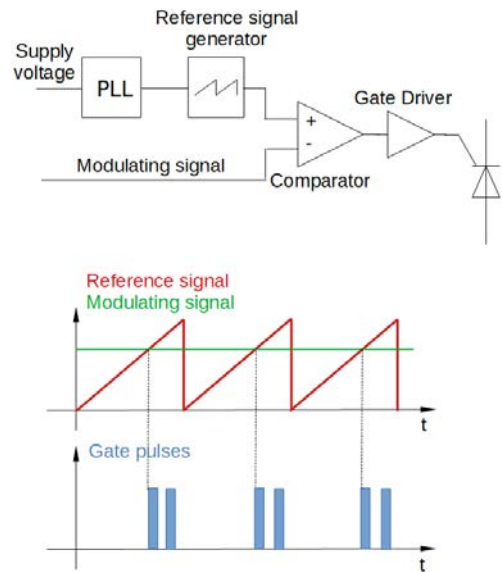 Reference signal
generator
Supply
voltage
PLL
Gate Driver
+
-
Modulating signal
Comparator
Reference signal
Modulating signal
t
Gate pulses
t